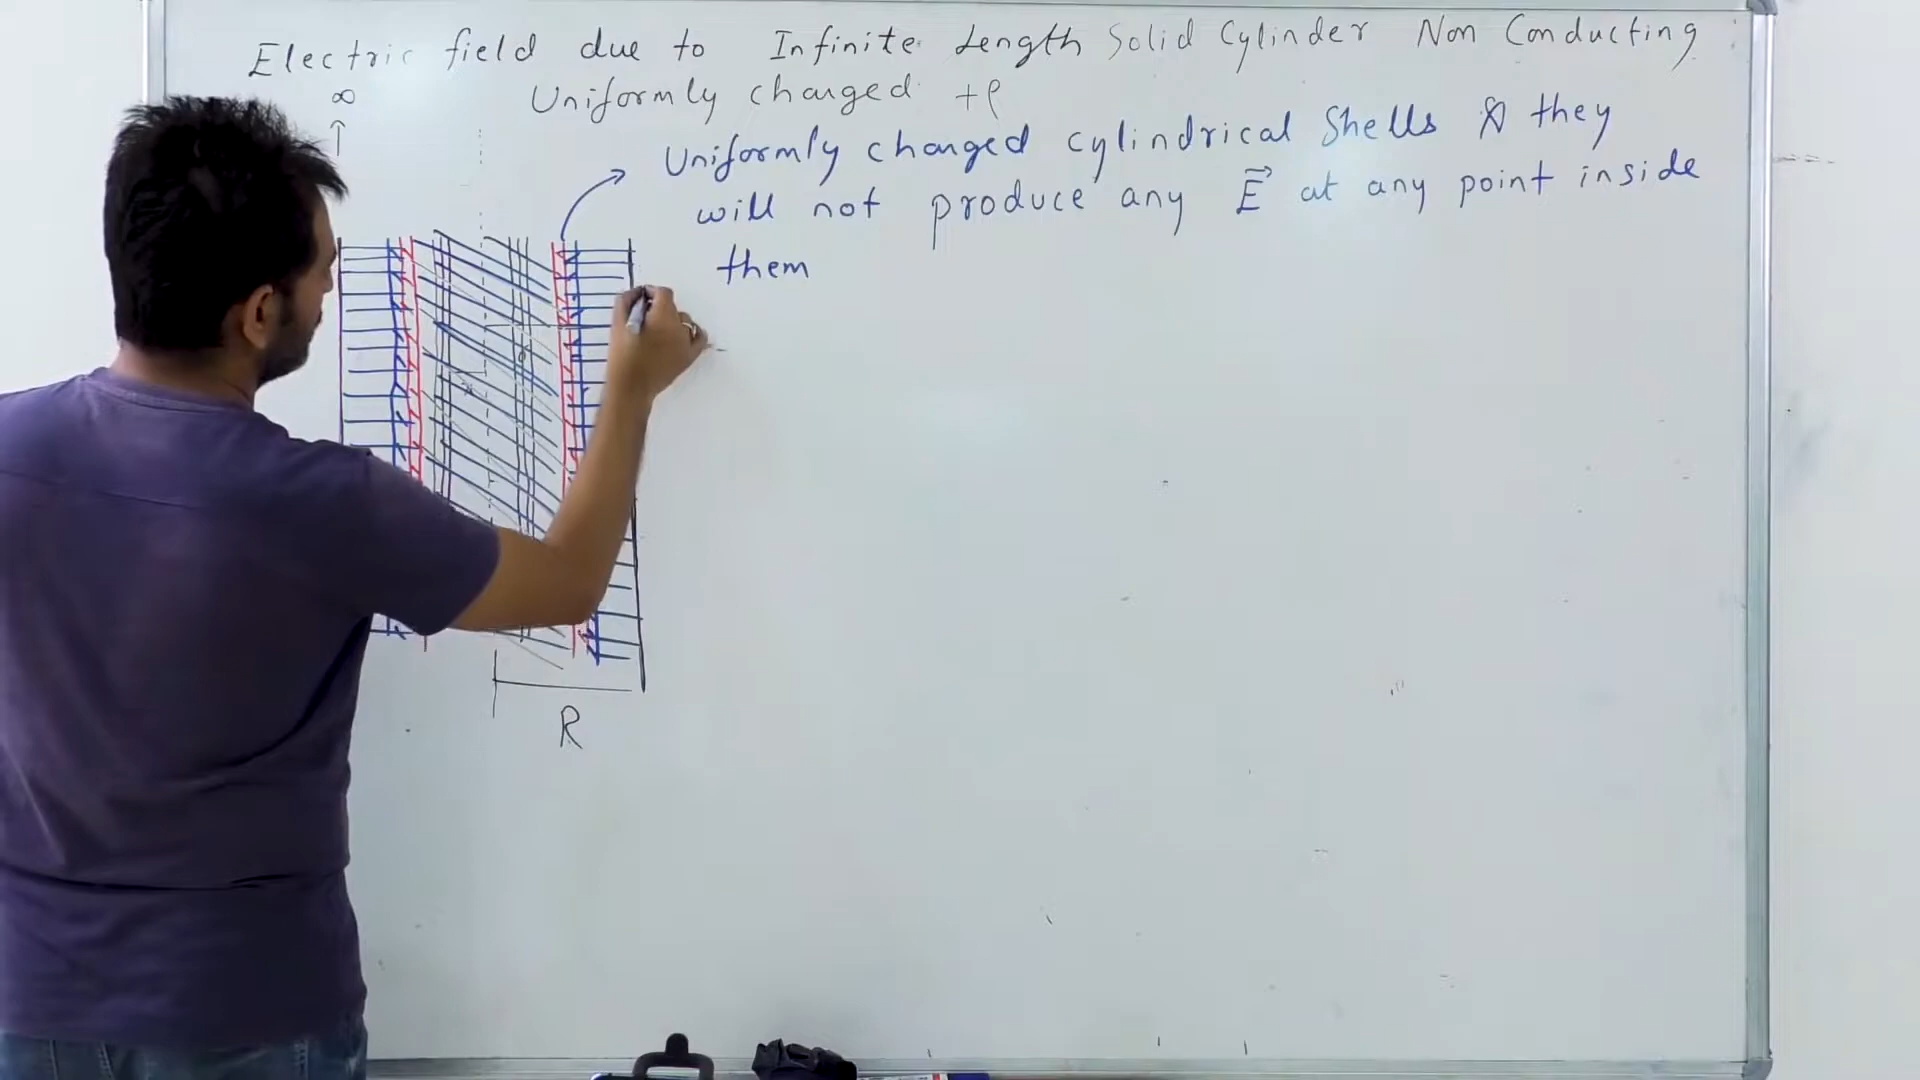 Electric field due to Infinite Length Solid Cylinder Non Conducting
Uniformly charged +ρ
∞
Uniformly charged cylindrical Shells & they
will not produce any E⃗ at any point inside
them
R